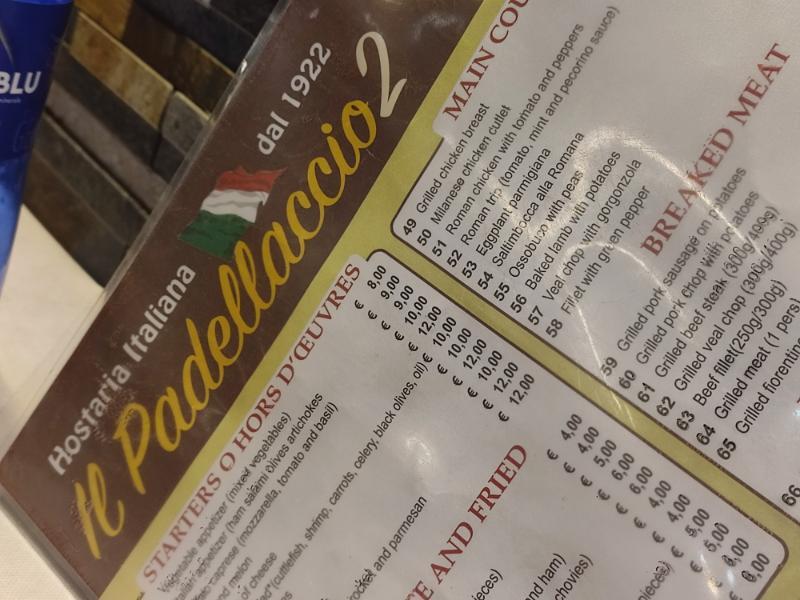 BLU
Hostaria Italiana
dal 1922
Il Padellaccio 2
STARTERS O HORS D'ŒUVRES
Vegetable appetizer (mixed vegetables)
appetizer (ham salami olives artichokes
caprese (mozzarella, tomato and basil)
and melon
of cheese
(cuttlefish, shrimp, carrots, celery, black olives, oil)
rocket and parmesan
€ 8,00
€ 9,00
€ 9,00
€ 10,00
€ 12,00
€ 10,00
€ 10,00
€ 12,00
€ 10,00
€ 12,00
€ 12,00
AND FRIED
and ham)
€ 4,00
€ 4,00
€ 5,00
€ 6,00
€ 6,00
€ 4,00
€ 4,00
€ 5,00
€ 5,00
MAIN COU
49 Grilled chicken breast
50 Milanese chicken cutlet
51 Roman chicken with tomato and peppers
52 Roman trip(tomato, mint and pecorino sauce)
53 Eggplant parmigiana
54 Saltimbocca alla Romana
55 Ossobuco with peas
56 Baked lamb with potatoes
57 Veal chop with gorgonzola
58 Fillet with green pepper
BREAKED MEAT
59 Grilled pork sausage on potatoes
60 Grilled pork chop with potatoes
61 Grilled beef steak (300g/400g)
62 Grilled veal chop (300g/400g)
63 Beef fillet(250g/300g)
64 Grilled meat (1 pers)
65 Grilled fiorentin
66